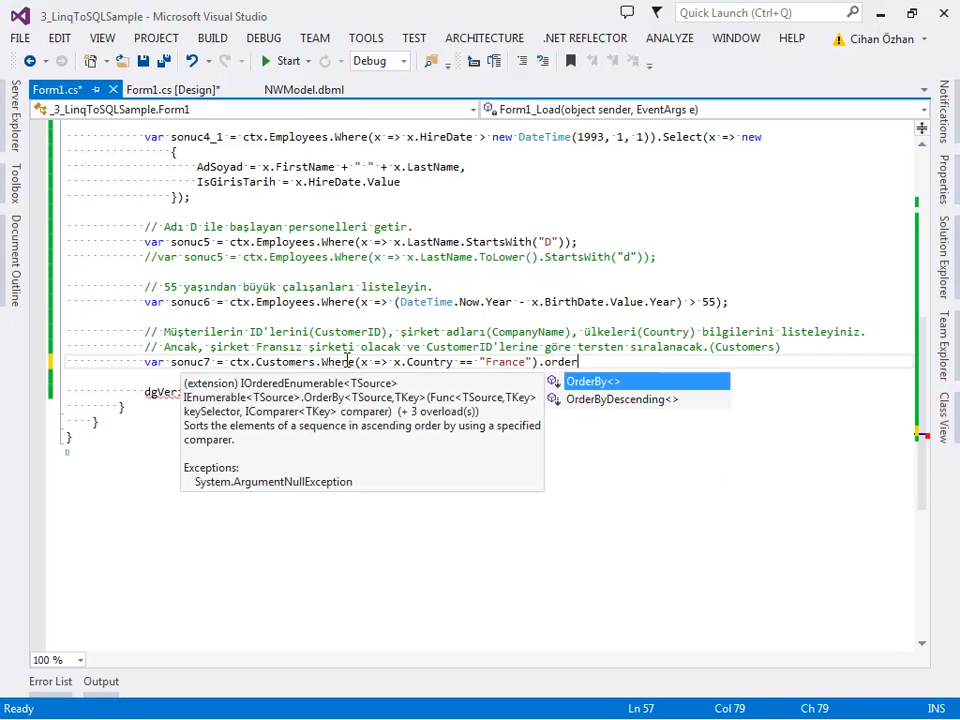 3_LinqToSQLSample - Microsoft Visual Studio
Quick Launch (Ctrl+Q)
FILE EDIT VIEW PROJECT BUILD DEBUG TEAM TOOLS TEST ARCHITECTURE .NET REFLECTOR ANALYZE WINDOW HELP Cihan Özhan
Start Debug
Form1.cs* Form1.cs [Design]* NWModel.dbml
_3_LinqToSQLSample.Form1 Form1_Load(object sender, EventArgs e)
var sonuc4_1 = ctx.Employees.Where(x => x.HireDate > new DateTime(1993, 1, 1)).Select(x => new
{
AdSoyad = x.FirstName + " " + x.LastName,
IsGirisTarih = x.HireDate.Value
});
// Adı D ile başlayan personelleri getir.
var sonuc5 = ctx.Employees.Where(x => x.LastName.StartsWith("D"));
//var sonuc5 = ctx.Employees.Where(x => x.LastName.ToLower().StartsWith("d"));
// 55 yaşından büyük çalışanları listeleyin.
var sonuc6 = ctx.Employees.Where(x => (DateTime.Now.Year - x.BirthDate.Value.Year) > 55);
// Müşterilerin ID'lerini(CustomerID), şirket adları(CompanyName), ülkeleri(Country) bilgilerini listeleyiniz.
// Ancak, şirket Fransız şirketi olacak ve CustomerID'lerine göre tersten sıralanacak.(Customers)
var sonuc7 = ctx.Customers.Where(x => x.Country == "France").order
OrderBy<>
OrderByDescending<>
(extension) IOrderedEnumerable<TSource>
IEnumerable<TSource>.OrderBy<TSource,TKey>(Func<TSource,TKey>
keySelector, IComparer<TKey> comparer) (+ 3 overload(s))
Sorts the elements of a sequence in ascending order by using a specified
comparer.
Exceptions:
System.ArgumentNullException
dgVeri
}
}
}
Server Explorer
Toolbox
Document Outline
Notifications
Properties
Solution Explorer
Team Explorer
Class View
100 %
Error List Output
Ready Ln 57 Col 79 Ch 79 INS